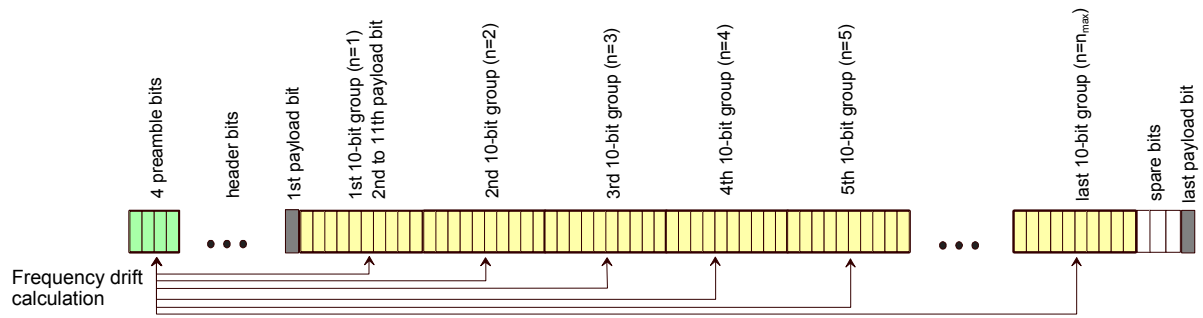 4 preamble bits
header bits
1st payload bit
1st 10-bit group (n=1)
2nd to 11th payload bit
2nd 10-bit group (n=2)
3rd 10-bit group (n=3)
4th 10-bit group (n=4)
5th 10-bit group (n=5)
last 10-bit group (n=nmax)
spare bits
last payload bit
Frequency drift
calculation